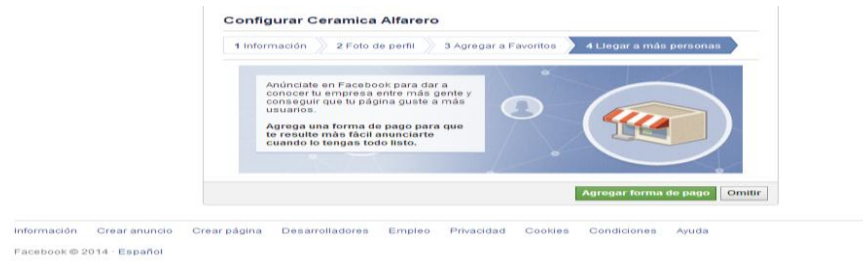 Configurar Ceramica Alfarero
1 Información 2 Foto de perfil 3 Agregar a Favoritos 4 Llegar a más personas
Anúnciate en Facebook para dar a
conocer tu empresa entre más gente y
conseguir que tu página guste a más
usuarios.
Agrega una forma de pago para que
te resulte más fácil anunciarte
cuando lo tengas todo listo.
Agregar forma de pago Omitir
Información Crear anuncio Crear página Desarrolladores Empleo Privacidad Cookies Condiciones Ayuda
Facebook © 2014 · Español